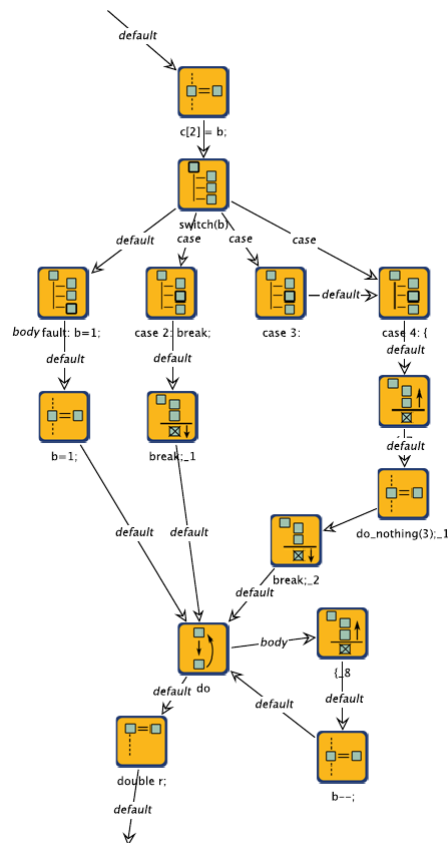 default
c[2] = b;
switch(b)
default
case
case
case
body fault: b=1;
case 2: break;
case 3:
default
case 4: {
default
default
default
default
b=1;
break;_1
do_nothing(3);_1
default
default
break;_2
default
body
do
{_8
default
default
default
double r;
b--;
default